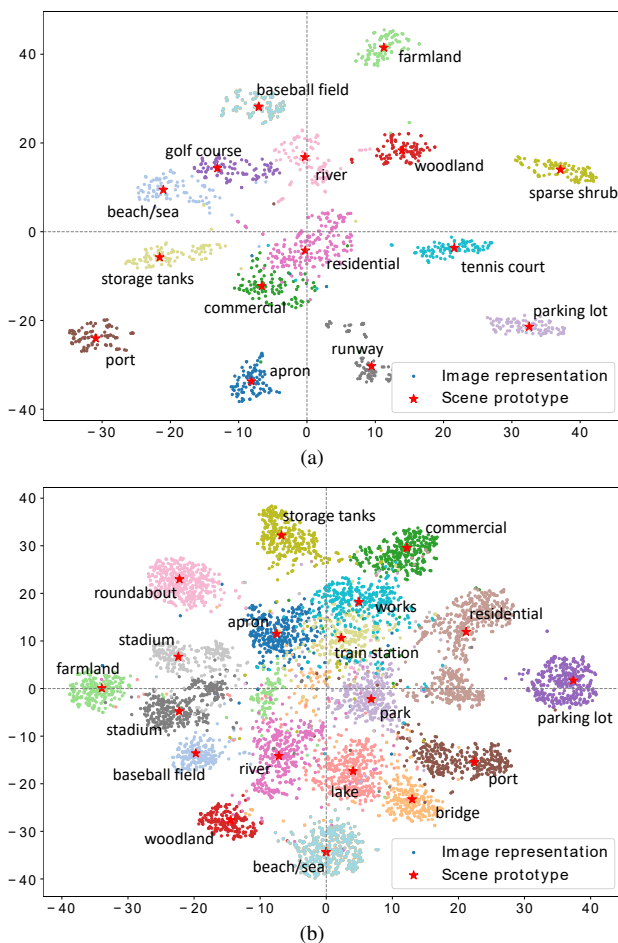 40
20
0
− 20
− 40
farmland
baseball field
golf course
river
woodland
beach/sea
sparse shrub
storage tanks
residential
tennis court
commercial
parking lot
port
apron
runway
Image representation
Scene prototype
− 30
− 20
− 10
0
10
20
30
40
(a)
40
30
20
10
0
− 10
− 20
− 30
− 40
storage tanks
commercial
roundabout
apron
works
residential
stadium
train station
farmland
parking lot
stadium
park
baseball field
river
lake
port
bridge
woodland
beach/sea
Image representation
Scene prototype
− 40
− 30
− 20
− 10
0
10
20
30
40
(b)